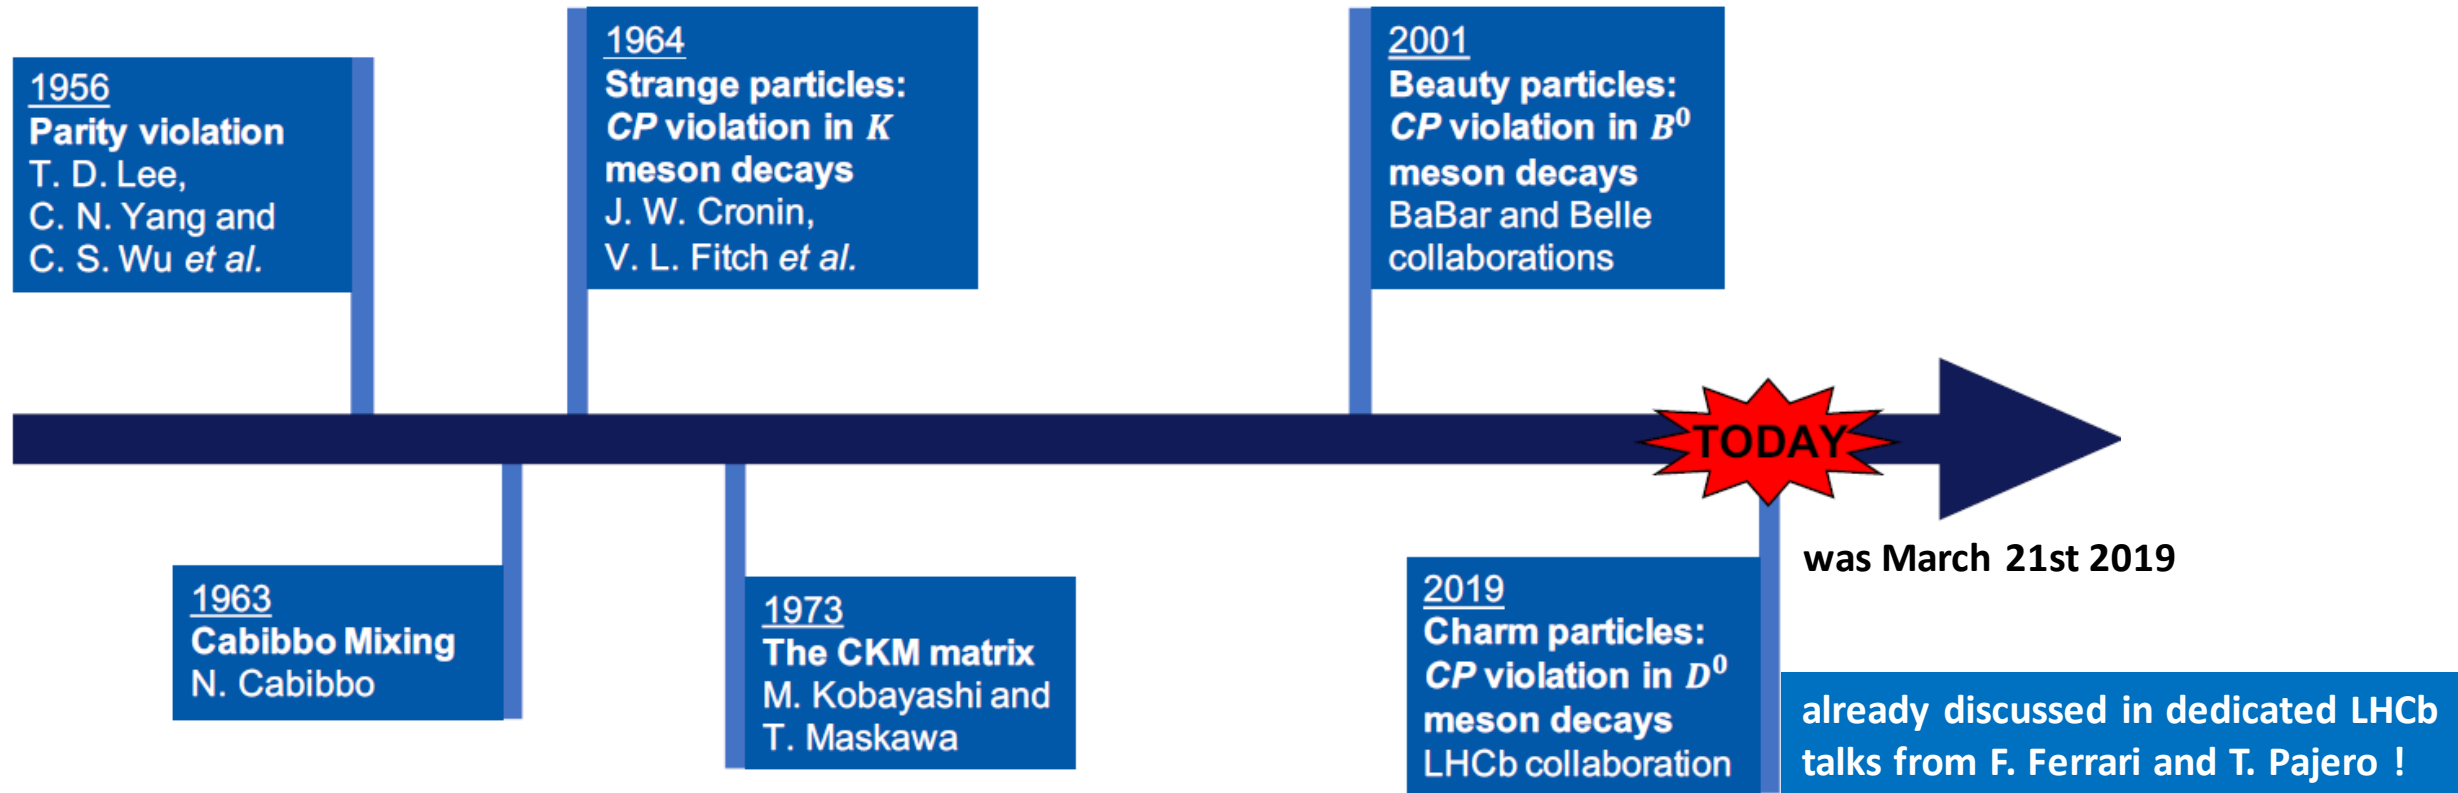 1956
Parity violation
T. D. Lee,
C. N. Yang and
C. S. Wu et al.
1964
Strange particles:
CP violation in K
meson decays
J. W. Cronin,
V. L. Fitch et al.
2001
Beauty particles:
CP violation in B⁰
meson decays
BaBar and Belle
collaborations
TODAY
was March 21st 2019
1963
Cabibbo Mixing
N. Cabibbo
1973
The CKM matrix
M. Kobayashi and
T. Maskawa
2019
Charm particles:
CP violation in D⁰
meson decays
LHCb collaboration
already discussed in dedicated LHCb
talks from F. Ferrari and T. Pajero !